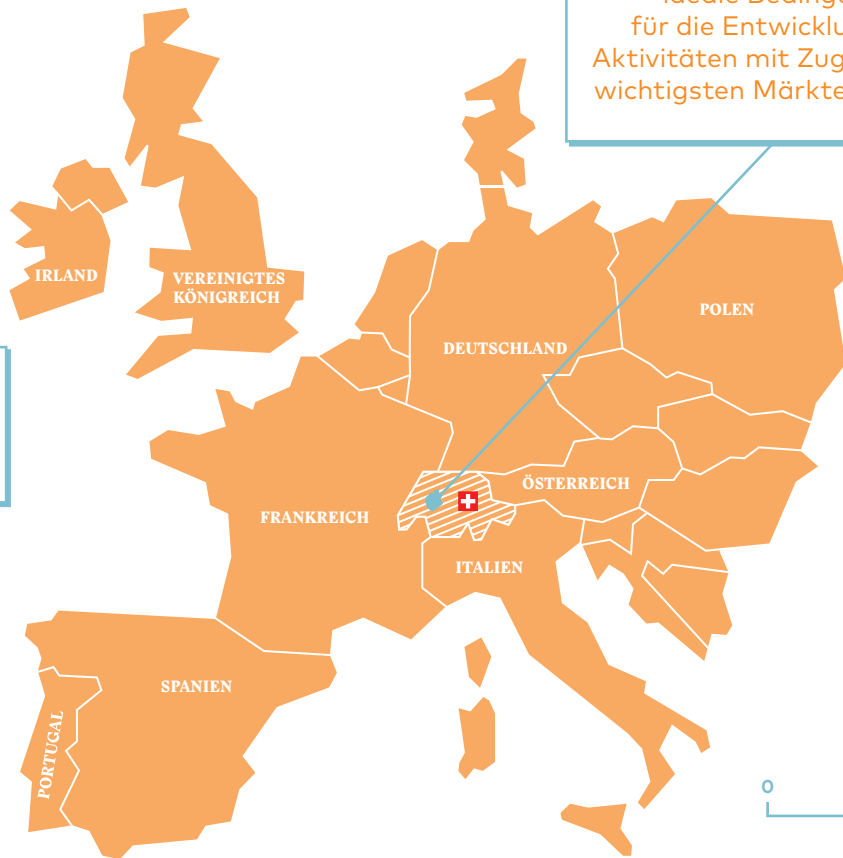 für die Entwicklu
Aktivitäten mit Zug
wichtigsten Märkte
IRLAND
VEREINIGTES
KÖNIGREICH
POLEN
DEUTSCHLAND
ÖSTERREICH
FRANKREICH
ITALIEN
SPANIEN
PORTUGAL
0